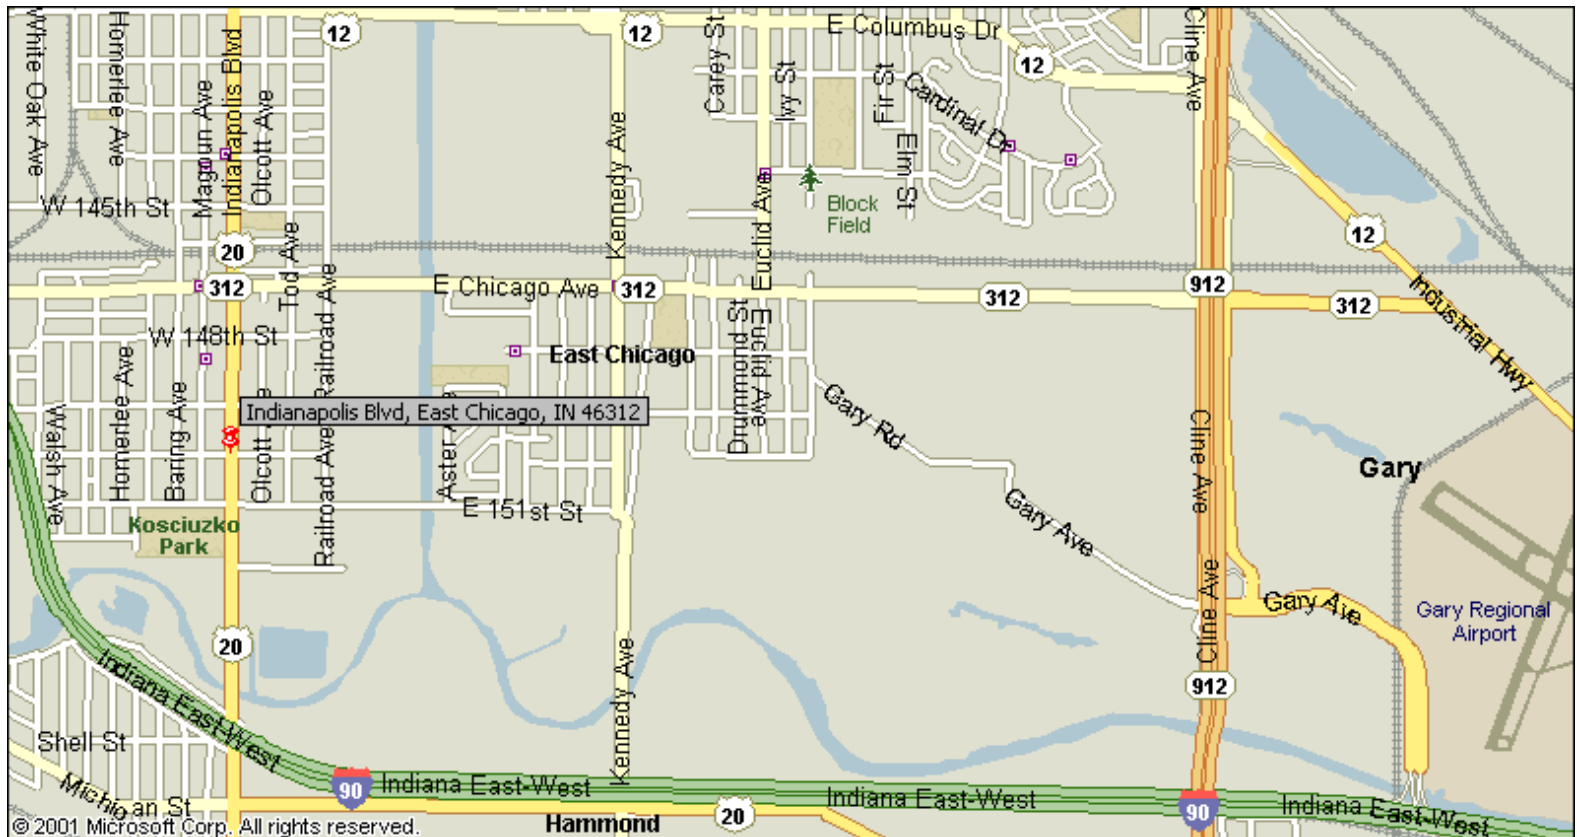 White Oak Ave
Homerlee Ave
Magoun Ave
Indianapolis Blvd
Olcott Ave
12
12
Kennedy Ave
Carey St
Ivy St
E Columbus Dr
Fir St
Cardinal Dr
Elm St
12
Cline Ave
W 145th St
20
Tod Ave
Euclid Ave
Block
Field
12
312
E Chicago Ave
312
312
912
312
Industrial Hwy
W 148th St
Railroad Ave
East Chicago
Drummond St
Euclid Ave
Homerlee Ave
Walsh Ave
Baring Ave
Olcott Ave
Indianapolis Blvd, East Chicago, IN 46312
Aster Ave
Gary Rd
Cline Ave
Gary
Railroad Ave
E 151st St
Gary Ave
Kosciuzko
Park
Cline Ave
Gary Ave
Gary Regional
Airport
20
Kennedy Ave
912
Indiana East-West
Shell St
Michigan St
90
Indiana East-West
20
Indiana East-West
90
Indiana East-West
Hammond
© 2001 Microsoft Corp. All rights reserved.